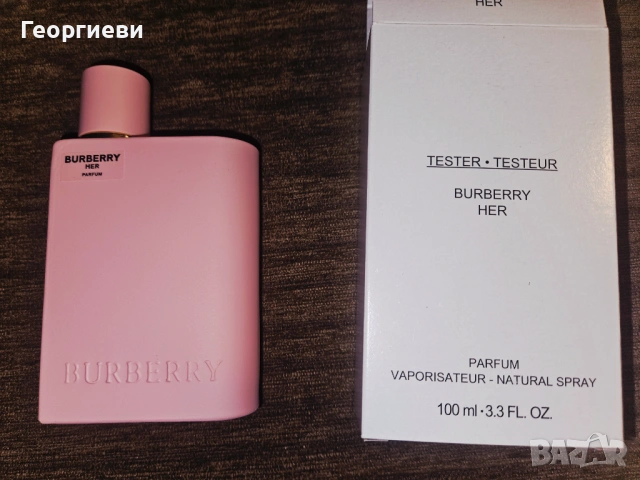 Георгиеви
HER
BURBERRY
HER
PARFUM
BURBERRY
TESTER • TESTEUR
BURBERRY
HER
PARFUM
VAPORISATEUR - NATURAL SPRAY
100 ml • 3.3 FL. OZ.
BAZAR